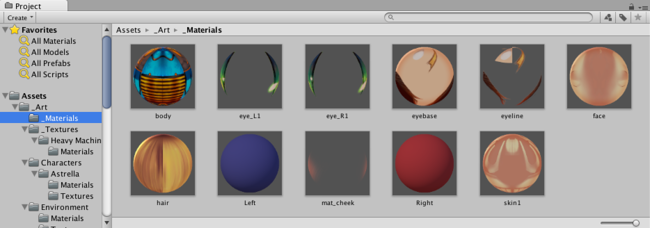 Project
Create
Favorites
All Materials
All Models
All Prefabs
All Scripts
Assets
_Art
_Materials
_Textures
Heavy Machin
Materials
Characters
Astrella
Materials
Textures
Environment
Materials
Assets _Art _Materials
body eye_L1 eye_R1 eyebase eyeline face
hair Left mat_cheek Right skin1